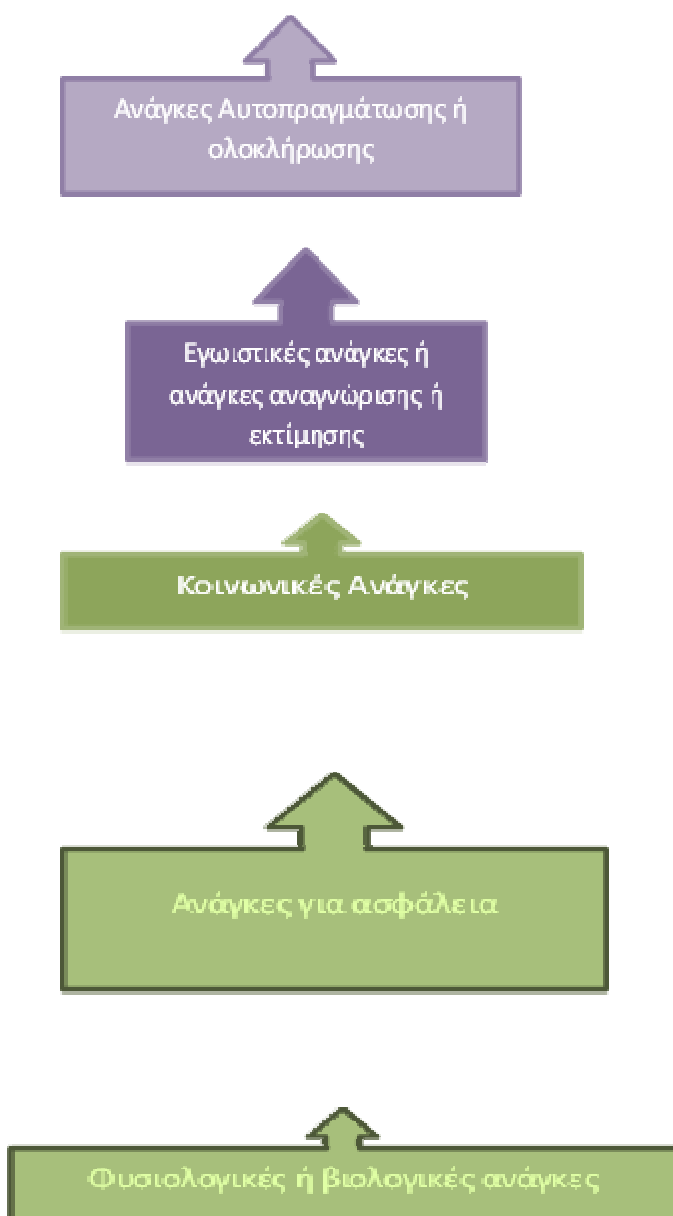 Ανάγκες Αυτοπραγμάτωσης ή
ολοκλήρωσης
Εγωιστικές ανάγκες ή
ανάγκες αναγνώρισης ή
εκτίμησης
Κοινωνικές Ανάγκες
Ανάγκες για ασφάλεια
Φυσιολογικές ή βιολογικές ανάγκες